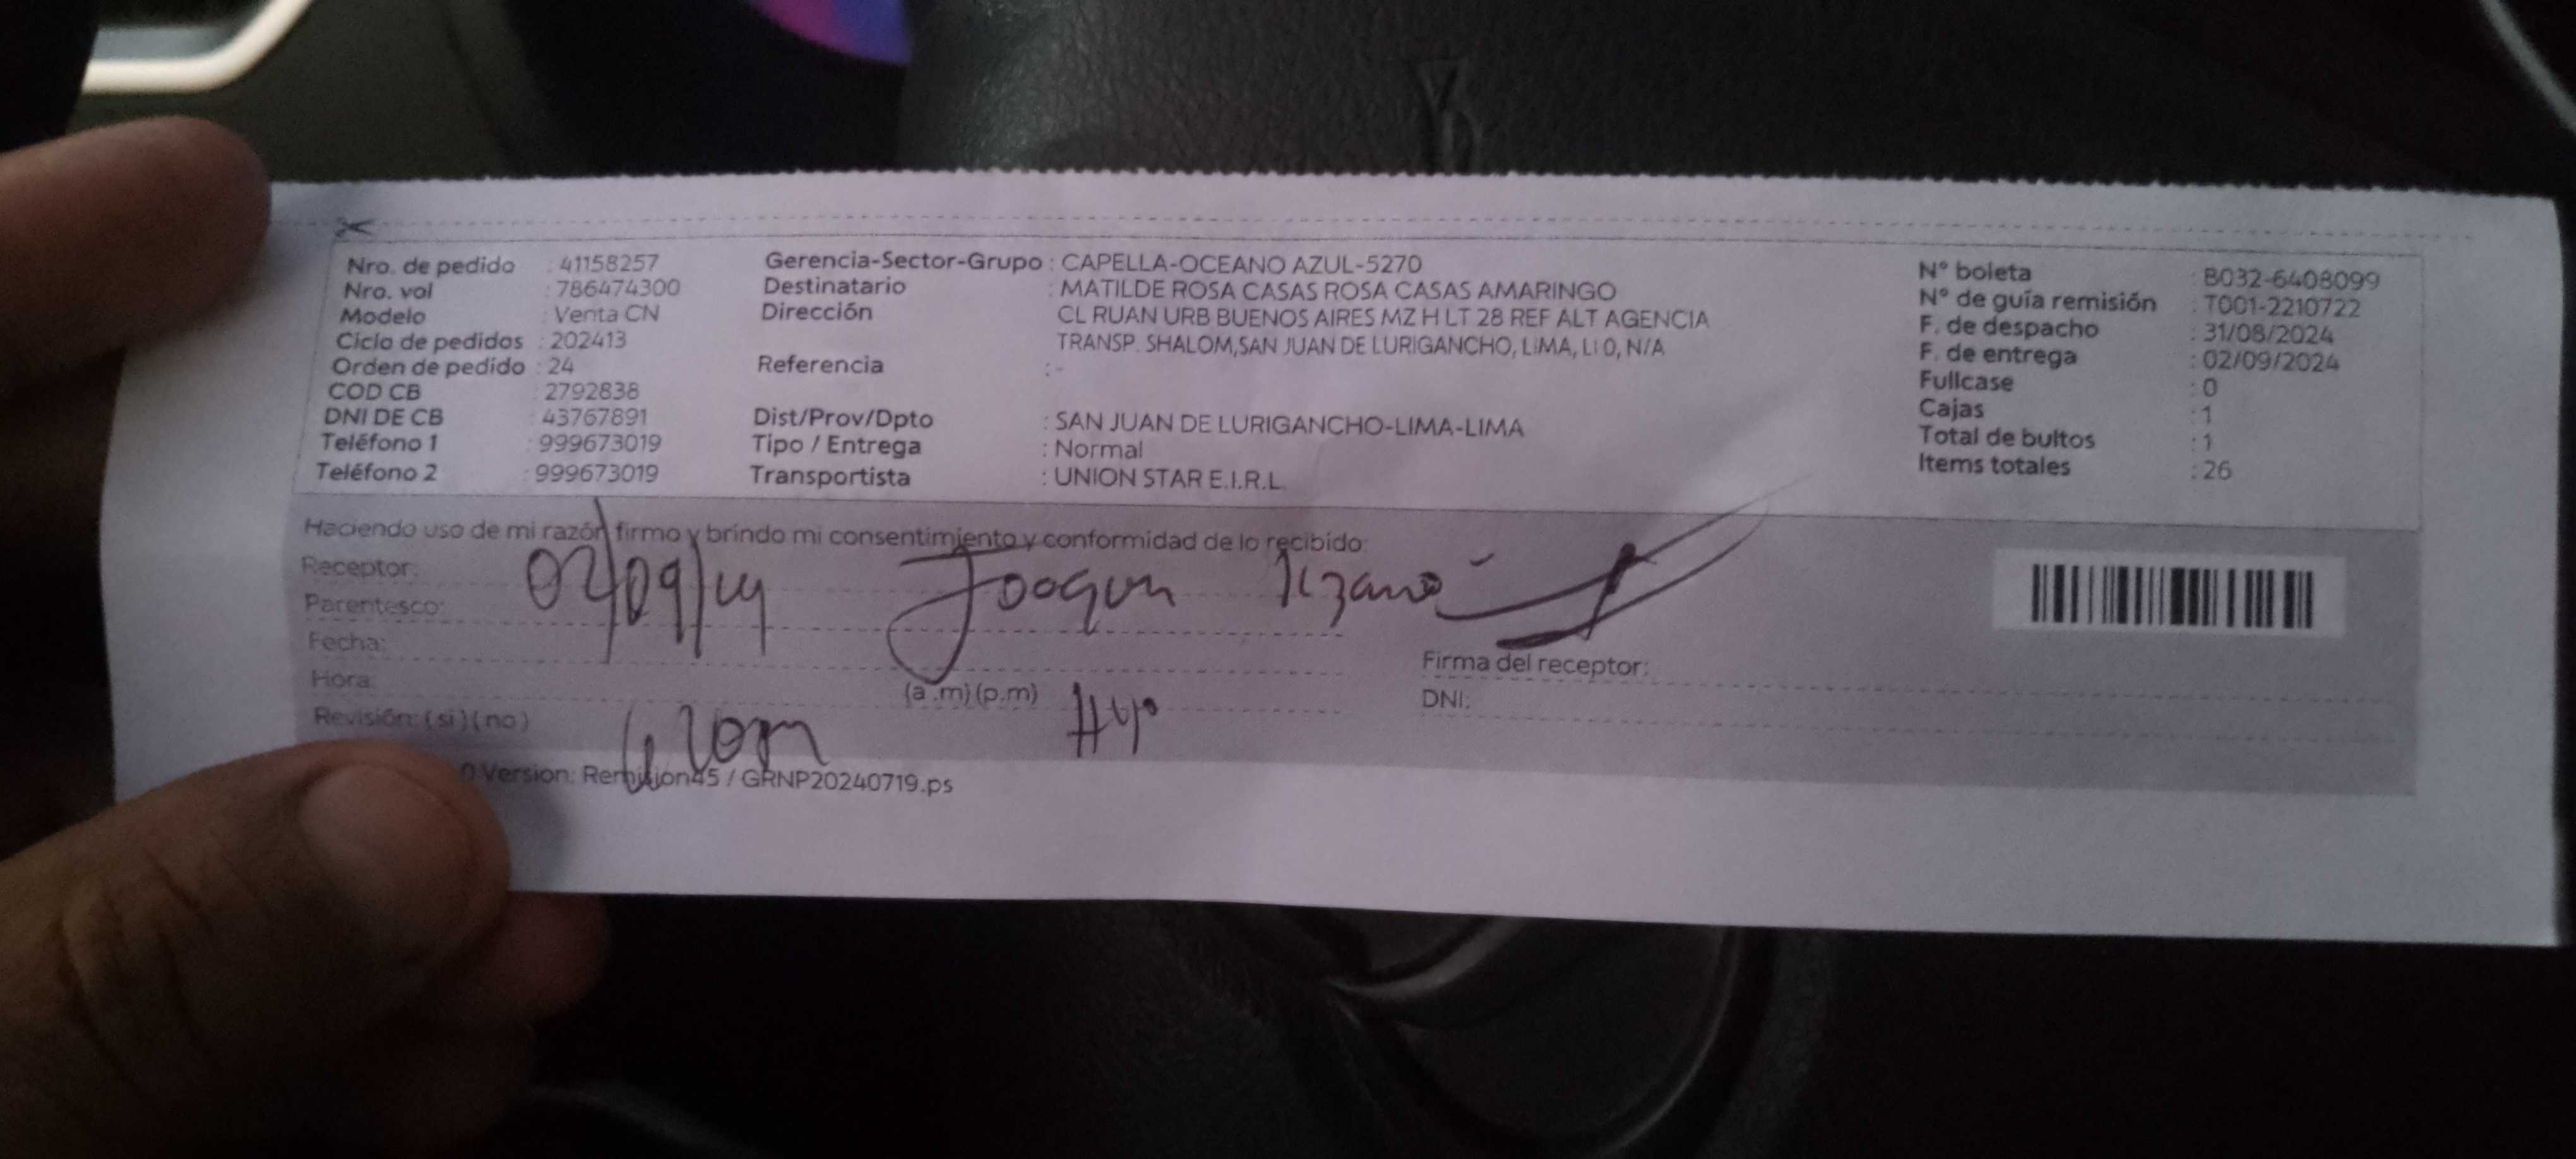 Nro. de pedido : 41158257
Nro. vol : 786474300
Modelo : Venta CN
Ciclo de pedidos : 202413
Orden de pedido : 24
COD CB : 2792838
DNI DE CB : 43767891
Teléfono 1 : 999673019
Teléfono 2 : 999673019
Gerencia-Sector-Grupo : CAPELLA-OCEANO AZUL-5270
Destinatario : MATILDE ROSA CASAS ROSA CASAS AMARINGO
Dirección : CL RUAN URB BUENOS AIRES MZ H LT 28 REF ALT AGENCIA
TRANSP. SHALOM,SAN JUAN DE LURIGANCHO, LIMA, LI 0, N/A
Referencia : -
Dist/Prov/Dpto : SAN JUAN DE LURIGANCHO-LIMA-LIMA
Tipo / Entrega : Normal
Transportista : UNION STAR E.I.R.L.
N° boleta : B032-6408099
N° de guía remisión : T001-2210722
F. de despacho : 31/08/2024
F. de entrega : 02/09/2024
Fullcase : 0
Cajas : 1
Total de bultos : 1
Items totales : 26
Haciendo uso de mi razón firmo y brindo mi consentimiento y conformidad de lo recibido:
Receptor:
02/09/24 Joaquin
Parentesco:
Fecha:
Hora: (a .m) (p.m)
Revisión: (si) (no)
Firma del receptor:
DNI:
0 Version: Remision45 / GRNP20240719.ps